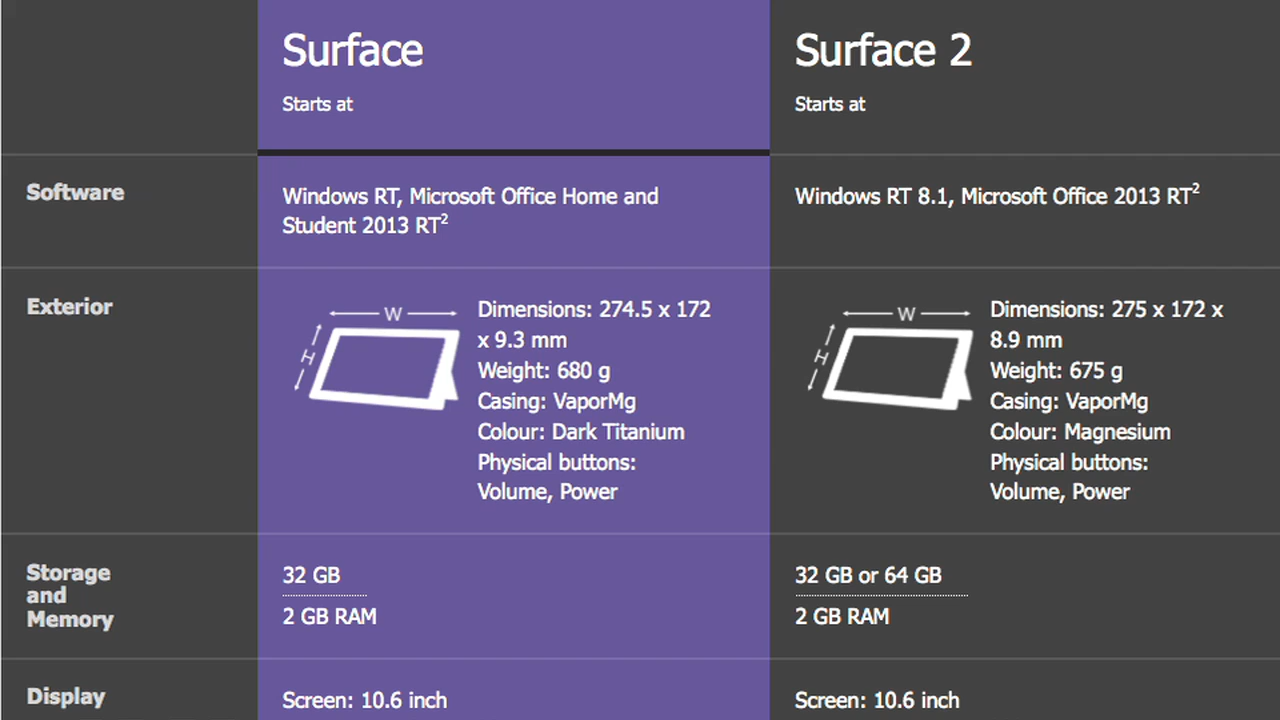 Surface
Starts at
Surface 2
Starts at
Software
Windows RT, Microsoft Office Home and
Student 2013 RT2
Windows RT 8.1, Microsoft Office 2013 RT2
Exterior
W
H
Dimensions: 274.5 x 172
x 9.3 mm
Weight: 680 g
Casing: VaporMg
Colour: Dark Titanium
Physical buttons:
Volume, Power
W
H
Dimensions: 275 x 172 x
8.9 mm
Weight: 675 g
Casing: VaporMg
Colour: Magnesium
Physical buttons:
Volume, Power
Storage
and
Memory
32 GB
2 GB RAM
32 GB or 64 GB
2 GB RAM
Display
Screen: 10.6 inch
Screen: 10.6 inch